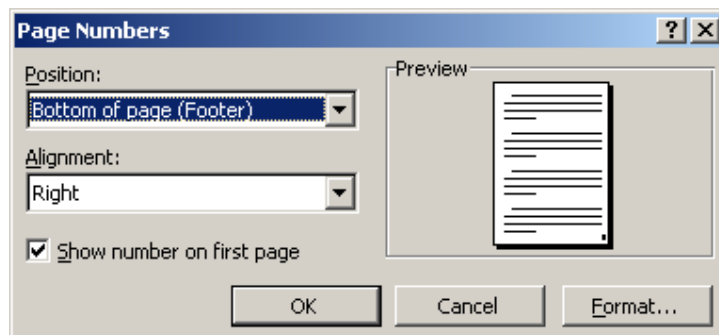 Page Numbers
Position:
Bottom of page (Footer)
Alignment:
Right
Show number on first page
Preview
OK
Cancel
Format...